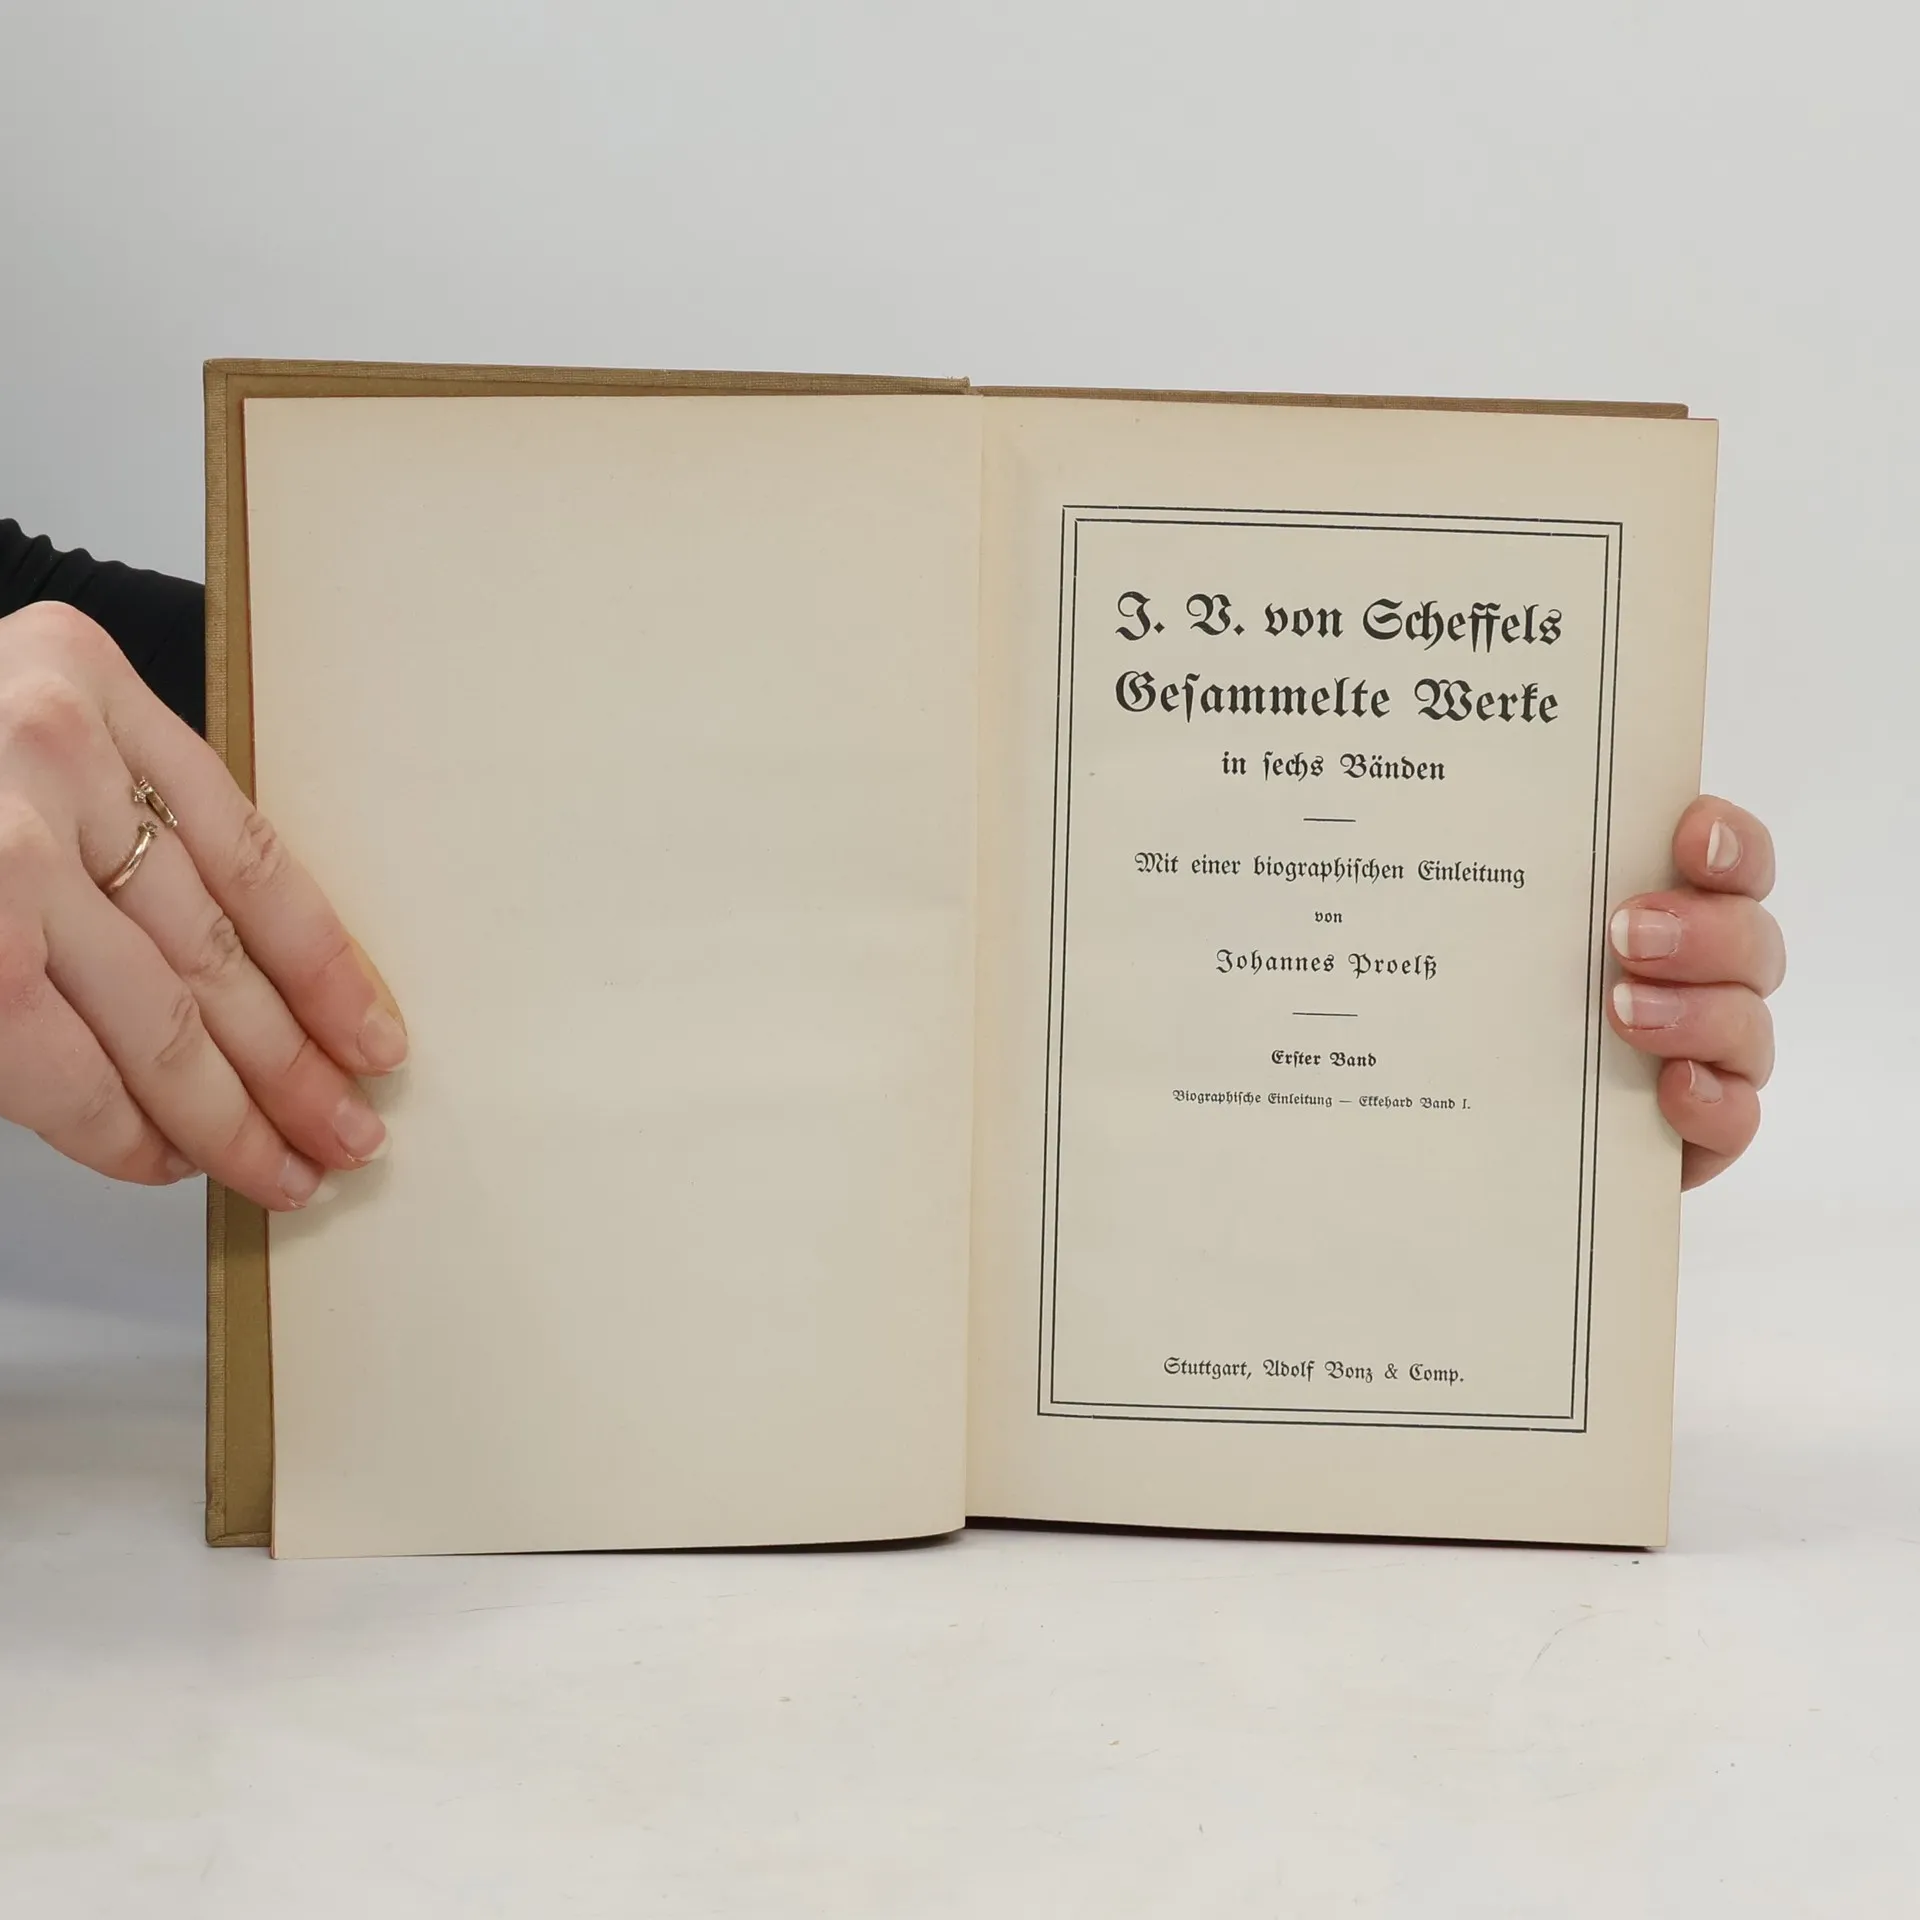 J. V. von Scheffels
Geſammelte Werke
in ſechs Bänden
Mit einer biographiſchen Einleitung
von
Johannes Proelß
Erſter Band
Biographiſche Einleitung — Ekkehard Band I.
Stuttgart, Adolf Bonz & Comp.